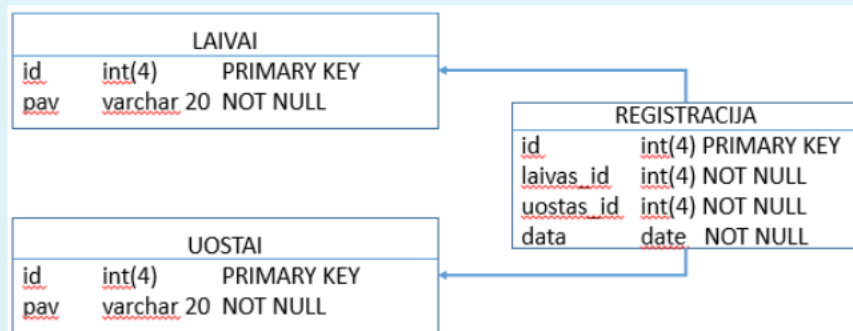 LAIVAI
id int(4) PRIMARY KEY
pav varchar 20 NOT NULL
REGISTRACIJA
id int(4) PRIMARY KEY
laivas_id int(4) NOT NULL
uostas_id int(4) NOT NULL
data date NOT NULL
UOSTAI
id int(4) PRIMARY KEY
pav varchar 20 NOT NULL